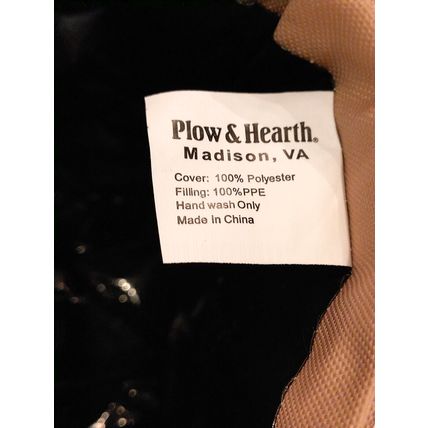 Plow & Hearth®
Madison, VA
Cover: 100% Polyester
Filling: 100%PPE
Hand wash Only
Made in China